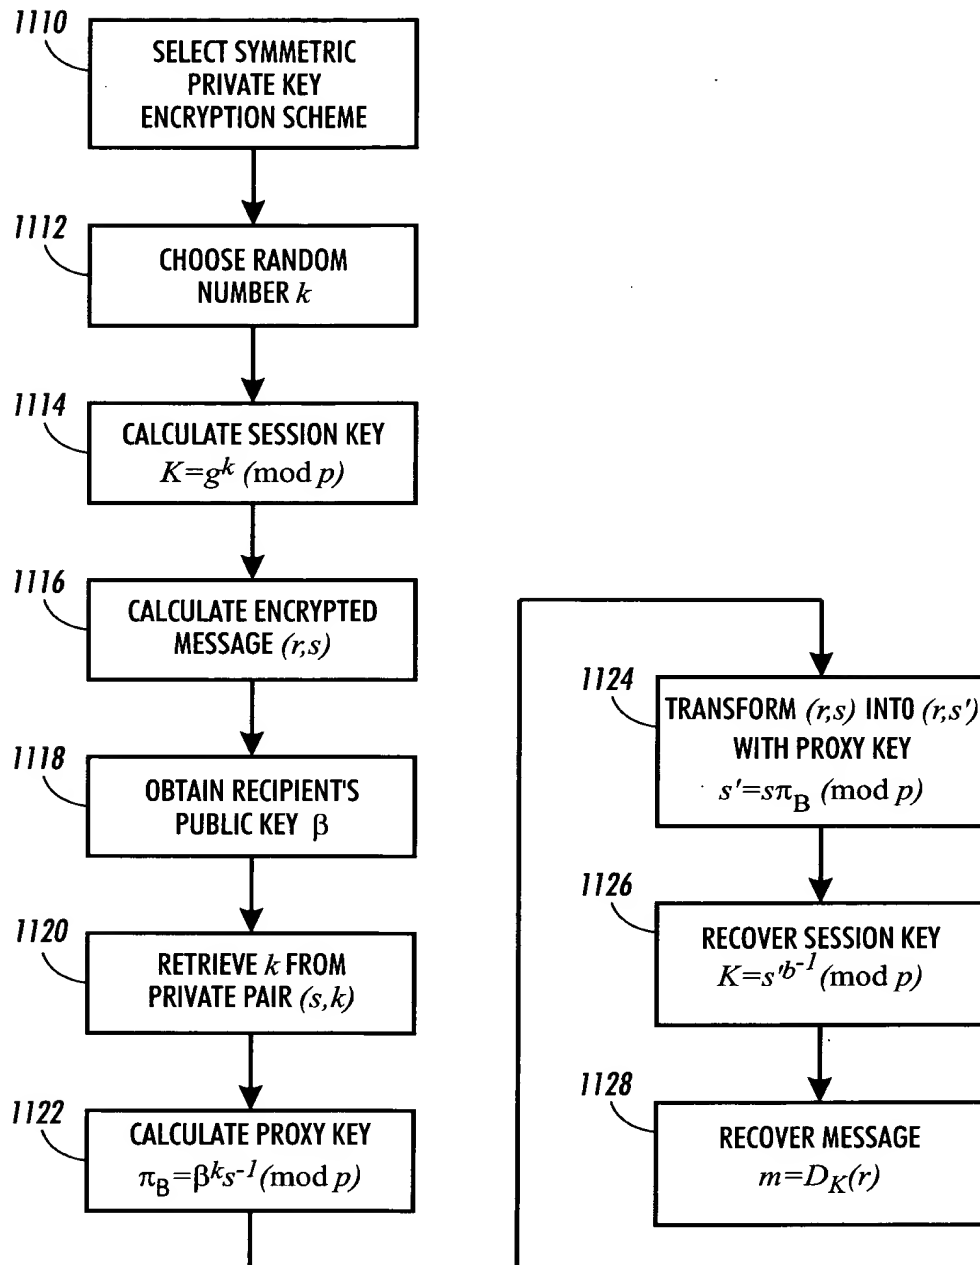 1110
SELECT SYMMETRIC
PRIVATE KEY
ENCRYPTION SCHEME
1112
CHOOSE RANDOM
NUMBER k
1114
CALCULATE SESSION KEY
K=g^k (mod p)
1116
CALCULATE ENCRYPTED
MESSAGE (r,s)
1118
OBTAIN RECIPIENT'S
PUBLIC KEY β
1120
RETRIEVE k FROM
PRIVATE PAIR (s,k)
1122
CALCULATE PROXY KEY
π_B=β^k s^-1 (mod p)
1124
TRANSFORM (r,s) INTO (r,s')
WITH PROXY KEY
s'=sπ_B (mod p)
1126
RECOVER SESSION KEY
K=s'^b^-1 (mod p)
1128
RECOVER MESSAGE
m=D_K(r)